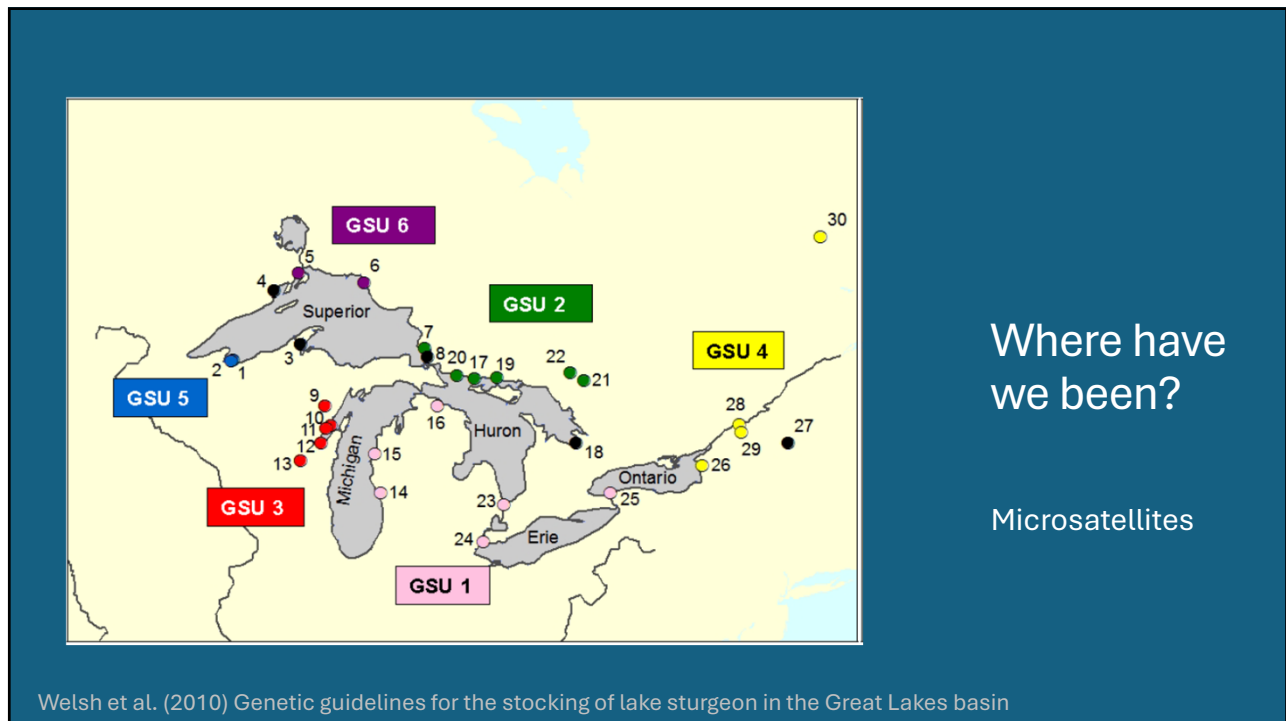 30
GSU 6
5
6
4
Superior
GSU 2
7
GSU 4
3
8
20 17 19
22
21
2 1
GSU 5
9
28
27
10
16
11
Huron
29
12
18
13
15
26
Michigan
Ontario
14
25
GSU 3
23
24
Erie
GSU 1
Where have
we been?
Microsatellites
Welsh et al. (2010) Genetic guidelines for the stocking of lake sturgeon in the Great Lakes basin